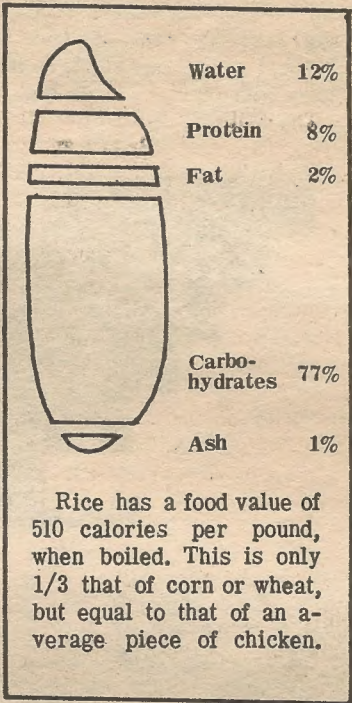 Water 12%
Protein 8%
Fat 2%
Carbo-
hydrates 77%
Ash 1%
Rice has a food value of
510 calories per pound,
when boiled. This is only
1/3 that of corn or wheat,
but equal to that of an a-
verage piece of chicken.